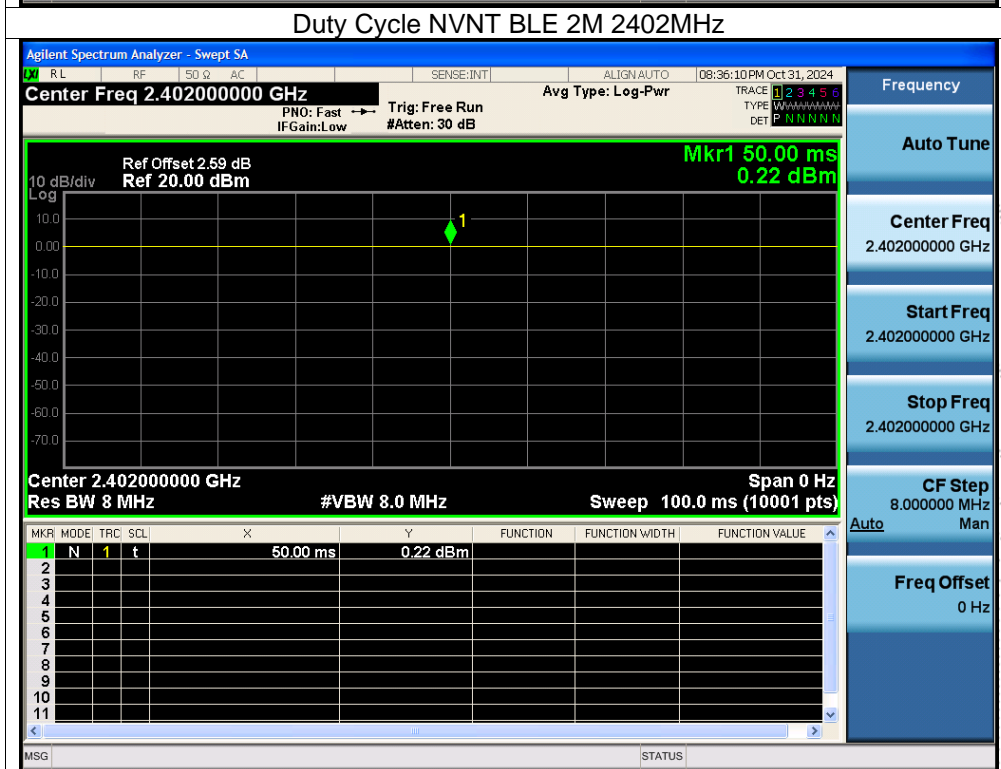 Duty Cycle NVNT BLE 2M 2402MHz
Agilent Spectrum Analyzer - Swept SA
LXI RL RF 50 Ω AC SENSE:INT ALIGN AUTO 08:36:10 PM Oct 31, 2024
Center Freq 2.402000000 GHz Avg Type: Log-Pwr TRACE 1 2 3 4 5 6
PNO: Fast Trig: Free Run TYPE WWWWWW
IFGain:Low #Atten: 30 dB DET P N N N N N
Mkr1 50.00 ms
Ref Offset 2.59 dB
10 dB/div Ref 20.00 dBm 0.22 dBm
Log
10.0
1
0.00
-10.0
-20.0
-30.0
-40.0
-50.0
-60.0
-70.0
Center 2.402000000 GHz Span 0 Hz
Res BW 8 MHz #VBW 8.0 MHz Sweep 100.0 ms (10001 pts)
MKR MODE TRC SCL X Y FUNCTION FUNCTION WIDTH FUNCTION VALUE
1 N 1 t 50.00 ms 0.22 dBm
2
3
4
5
6
7
8
9
10
11
MSG STATUS
Frequency
Auto Tune
Center Freq
2.402000000 GHz
Start Freq
2.402000000 GHz
Stop Freq
2.402000000 GHz
CF Step
8.000000 MHz
Auto Man
Freq Offset
0 Hz